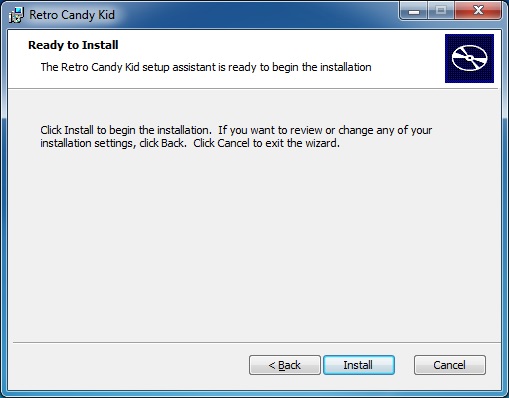 Retro Candy Kid
Ready to Install
The Retro Candy Kid setup assistant is ready to begin the installation
Click Install to begin the installation.  If you want to review or change any of your
installation settings, click Back.  Click Cancel to exit the wizard.
< Back Install Cancel